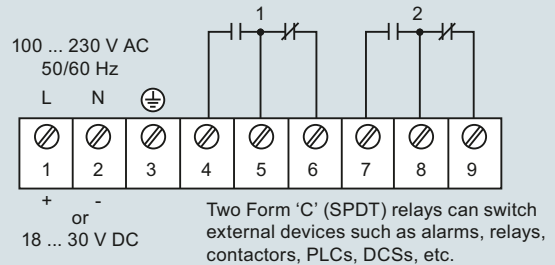 1
2
100 ... 230 V AC
50/60 Hz
L N
1 2 3 4 5 6 7 8 9
+ -
or
18 ... 30 V DC
Two Form ‘C’ (SPDT) relays can switch
external devices such as alarms, relays,
contactors, PLCs, DCSs, etc.